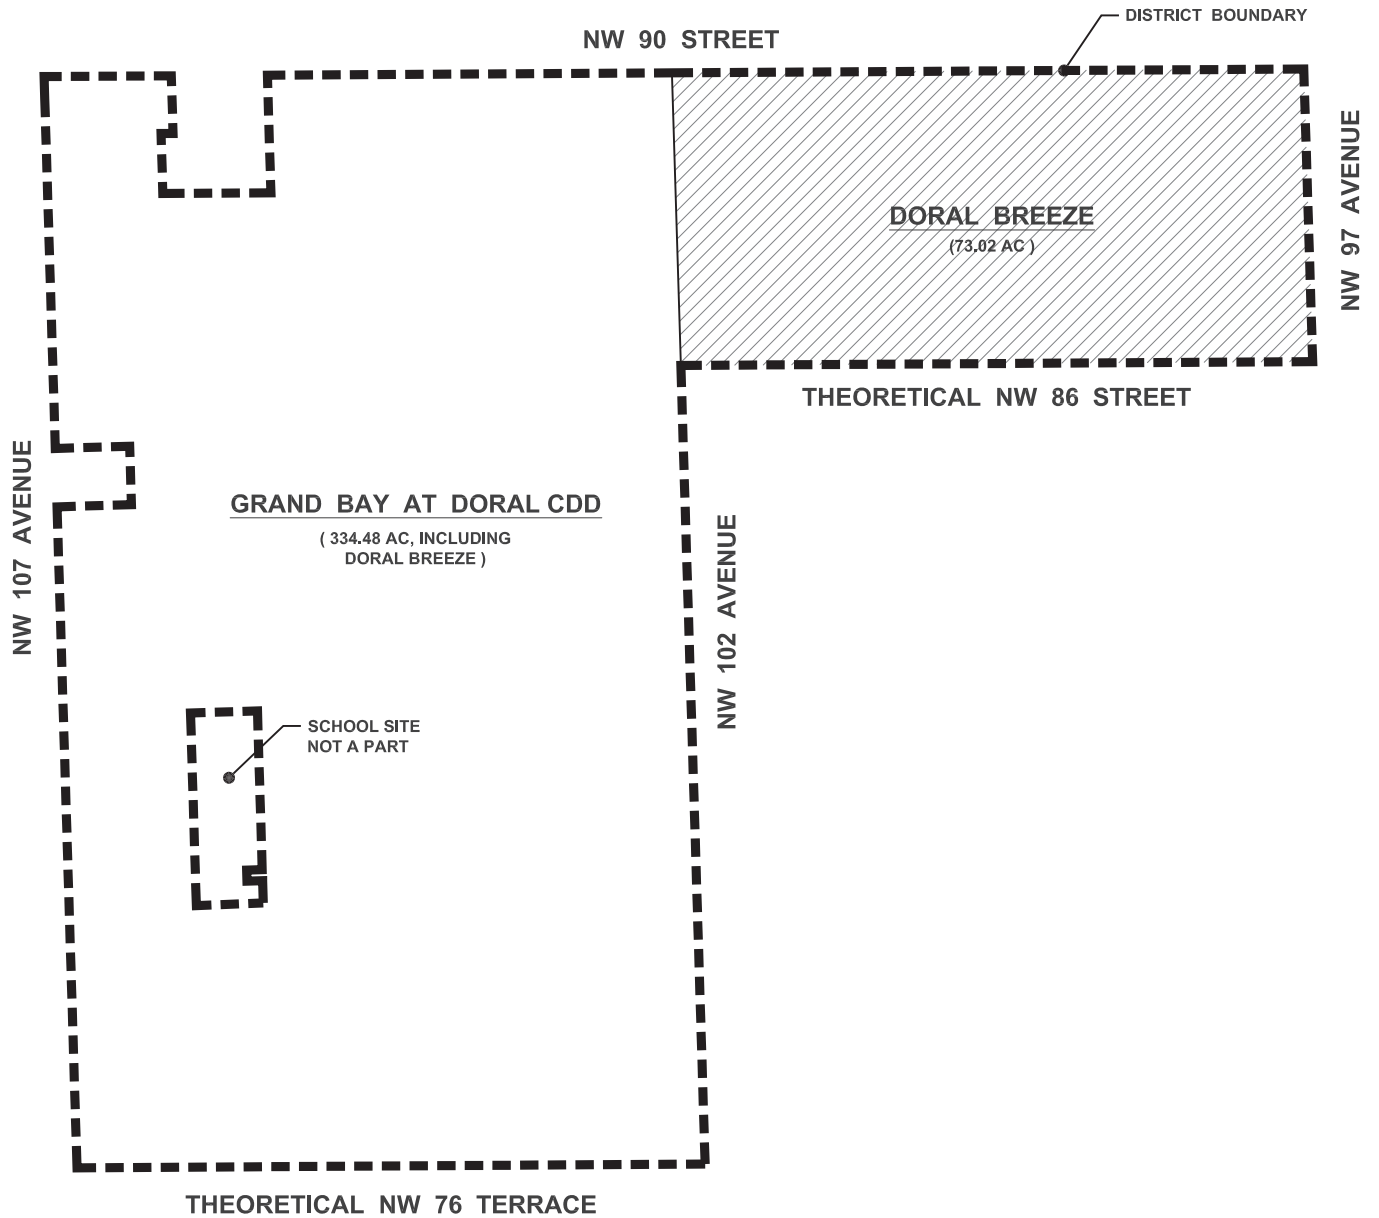 DISTRICT BOUNDARY
NW 90 STREET
NW 97 AVENUE
DORAL BREEZE
(73.02 AC )
THEORETICAL NW 86 STREET
NW 107 AVENUE
GRAND BAY AT DORAL CDD
( 334.48 AC, INCLUDING
DORAL BREEZE )
NW 102 AVENUE
SCHOOL SITE
NOT A PART
THEORETICAL NW 76 TERRACE